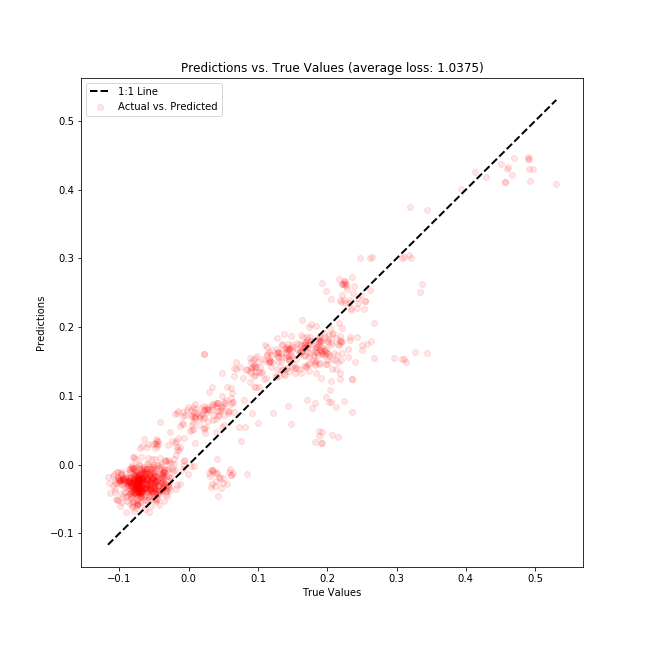 Predictions vs. True Values (average loss: 1.0375)
1:1 Line
Actual vs. Predicted
0.5
0.4
0.3
0.2
0.1
0.0
−0.1
Predictions
−0.1 0.0 0.1 0.2 0.3 0.4 0.5
True Values